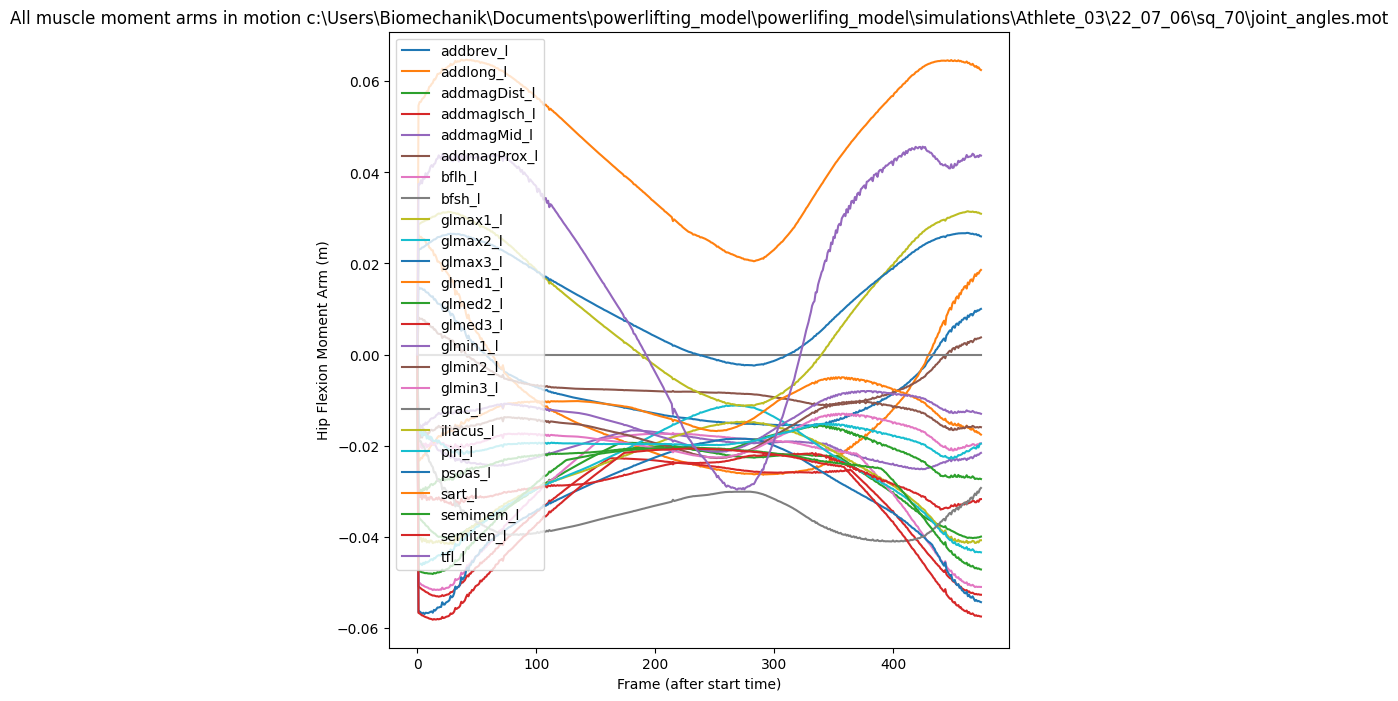 All muscle moment arms in motion c:\Users\Biomechanik\Documents\powerlifting_model\powerlifing_model\simulations\Athlete_03\22_07_06\sq_70\joint_angles.mot
addbrev_l
addlong_l
addmagDist_l
addmagIsch_l
addmagMid_l
addmagProx_l
bflh_l
bfsh_l
glmax1_l
glmax2_l
glmax3_l
glmed1_l
glmed2_l
glmed3_l
glmin1_l
glmin2_l
glmin3_l
grac_l
iliacus_l
piri_l
psoas_l
sart_l
semimem_l
semiten_l
tfl_l
Hip Flexion Moment Arm (m)
0.06
0.04
0.02
0.00
−0.02
−0.04
−0.06
0 100 200 300 400
Frame (after start time)